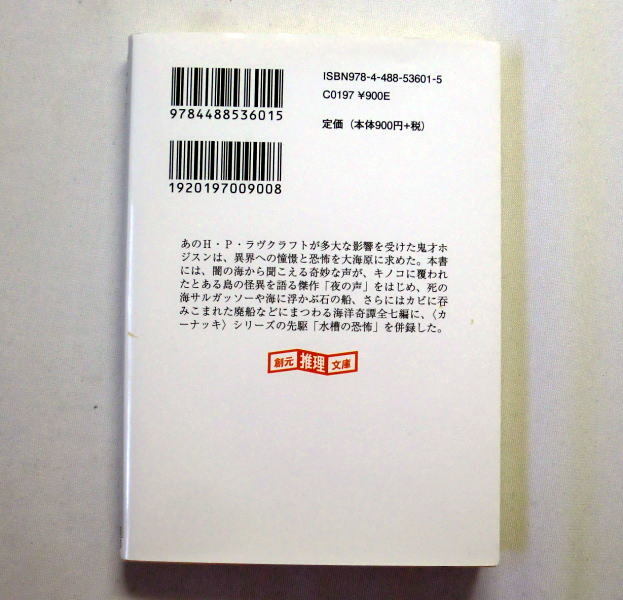 ISBN978-4-488-53601-5
C0197 ¥900E
定価（本体900円+税）
9784488536015
1920197009008
あのH・P・ラヴクラフトが多大な影響を受けた鬼才ホ
ジスンは、異界への憧憬と恐怖を大海原に求めた。本書
には、闇の海から聞こえる奇妙な声が、キノコに覆われ
たとある島の怪異を語る傑作「夜の声」をはじめ、死の
海サルガッソーや海に浮かぶ石の船、さらにはカビに呑
みこまれた廃船などにまつわる海洋奇譚全七編に、〈カ
ーナッキ〉シリーズの先駆「水槽の恐怖」を併録した。
創元推理文庫